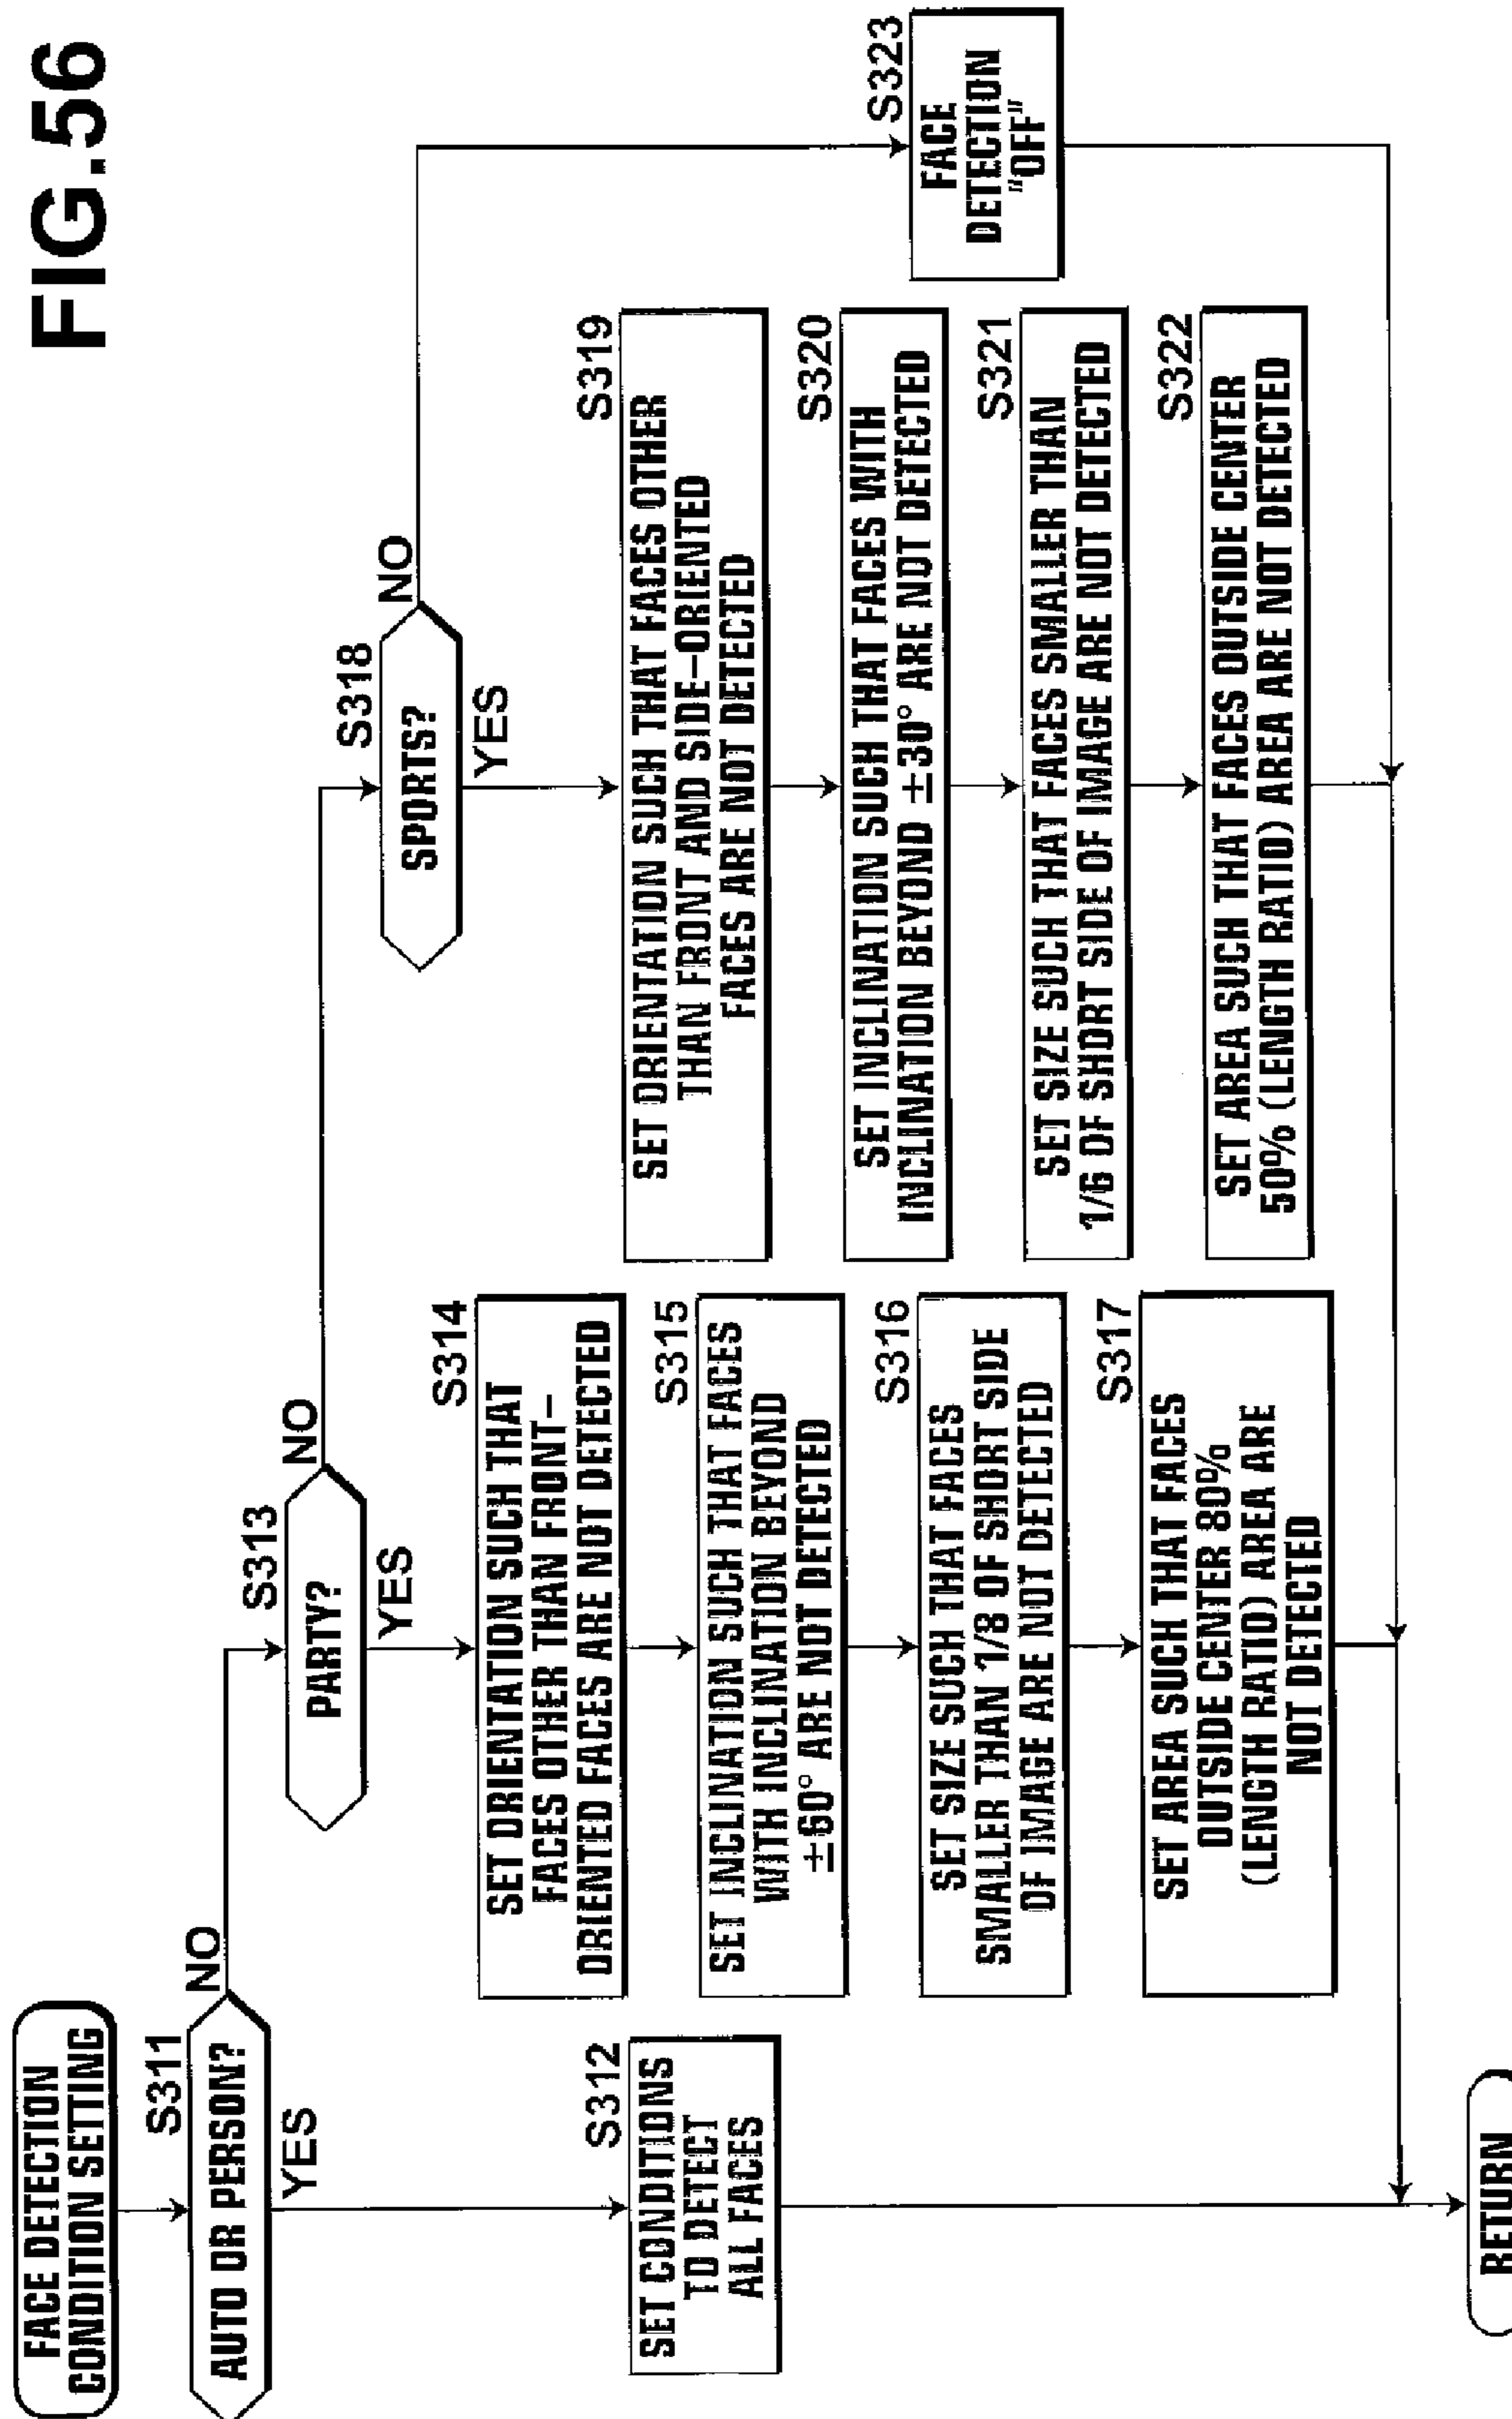 FIG.56
FACE DETECTION
CONDITION SETTING
S311
AUTO OR PERSON?
NO
YES
S312
SET CONDITIONS
TO DETECT
ALL FACES
S313
PARTY?
NO
YES
S314
SET ORIENTATION SUCH THAT
FACES OTHER THAN FRONT-
ORIENTED FACES ARE NOT DETECTED
S315
SET INCLINATION SUCH THAT FACES
WITH INCLINATION BEYOND
±60° ARE NOT DETECTED
S316
SET SIZE SUCH THAT FACES
SMALLER THAN 1/8 OF SHORT SIDE
OF IMAGE ARE NOT DETECTED
S317
SET AREA SUCH THAT FACES
OUTSIDE CENTER 80%
(LENGTH RATIO) AREA ARE
NOT DETECTED
S318
SPORTS?
NO
YES
S319
SET ORIENTATION SUCH THAT FACES OTHER
THAN FRONT AND SIDE-ORIENTED
FACES ARE NOT DETECTED
S320
SET INCLINATION SUCH THAT FACES WITH
INCLINATION BEYOND ±30° ARE NOT DETECTED
S321
SET SIZE SUCH THAT FACES SMALLER THAN
1/6 OF SHORT SIDE OF IMAGE ARE NOT DETECTED
S322
SET AREA SUCH THAT FACES OUTSIDE CENTER
50% (LENGTH RATIO) AREA ARE NOT DETECTED
S323
FACE
DETECTION
"OFF"
RETURN